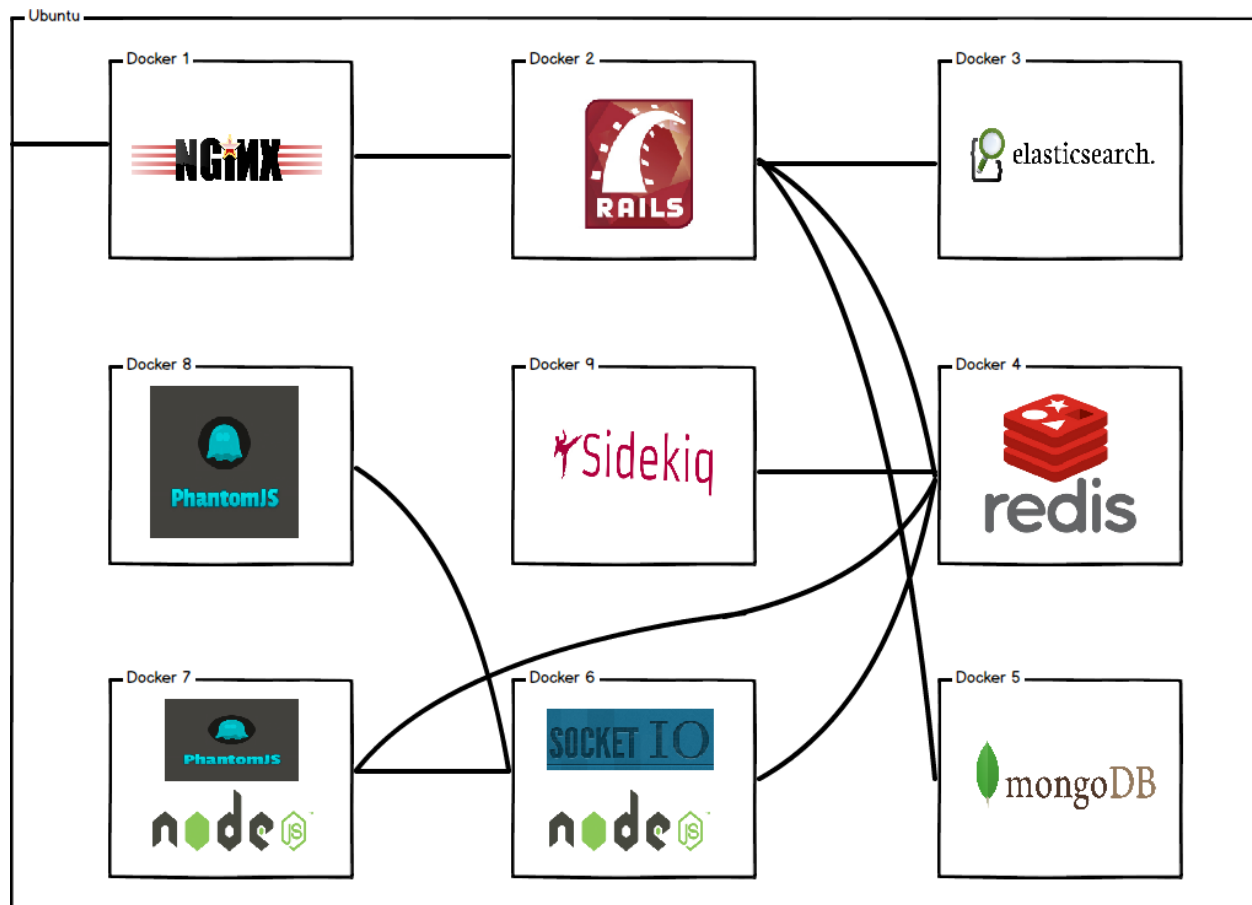 Ubuntu
Docker 1
NGiNX
Docker 2
RAILS
Docker 3
elasticsearch.
Docker 8
PhantomJS
Docker 9
Sidekiq
Docker 4
redis
Docker 7
PhantomJS
node JS
Docker 6
SOCKET IO
node JS
Docker 5
mongoDB